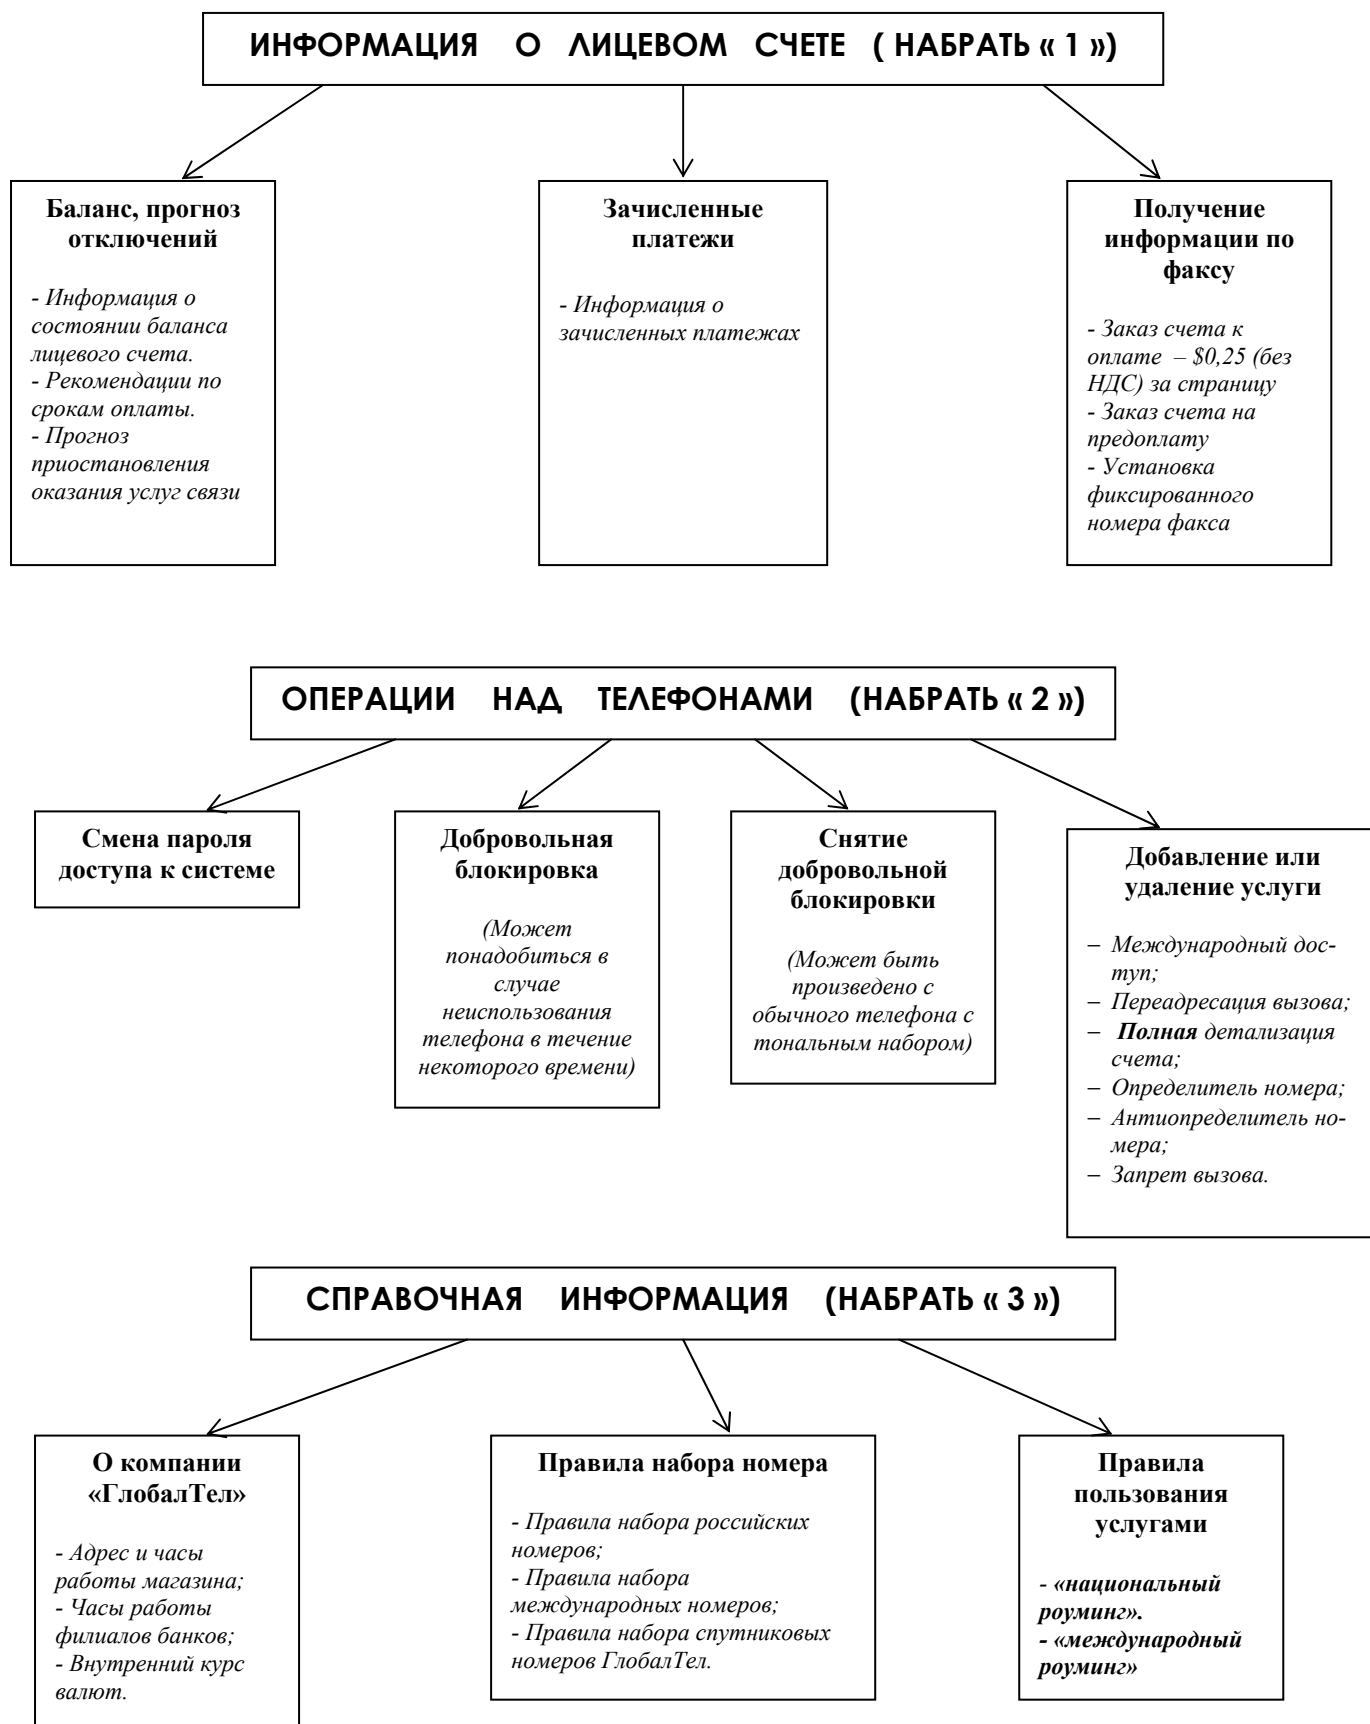 ИНФОРМАЦИЯ О ЛИЦЕВОМ СЧЕТЕ ( НАБРАТЬ « 1 »)
Баланс, прогноз
отключений
- Информация о
состоянии баланса
лицевого счета.
- Рекомендации по
срокам оплаты.
- Прогноз
приостановления
оказания услуг связи
Зачисленные
платежи
- Информация о
зачисленных платежах
Получение
информации по
факсу
- Заказ счета к
оплате – $0,25 (без
НДС) за страницу
- Заказ счета на
предоплату
- Установка
фиксированного
номера факса
ОПЕРАЦИИ НАД ТЕЛЕФОНАМИ (НАБРАТЬ « 2 »)
Смена пароля
доступа к системе
Добровольная
блокировка
(Может
понадобиться в
случае
неиспользования
телефона в течение
некоторого времени)
Снятие
добровольной
блокировки
(Может быть
произведено с
обычного телефона с
тональным набором)
Добавление или
удаление услуги
– Международный дос-
туп;
– Переадресация вызова;
– Полная детализация
счета;
– Определитель номера;
– Антиопределитель но-
мера;
– Запрет вызова.
СПРАВОЧНАЯ ИНФОРМАЦИЯ (НАБРАТЬ « 3 »)
О компании
«ГлобалТел»
- Адрес и часы
работы магазина;
- Часы работы
филиалов банков;
- Внутренний курс
валют.
Правила набора номера
- Правила набора российских
номеров;
- Правила набора
международных номеров;
- Правила набора спутниковых
номеров ГлобалТел.
Правила
пользования
услугами
- «национальный
роуминг».
- «международный
роуминг»